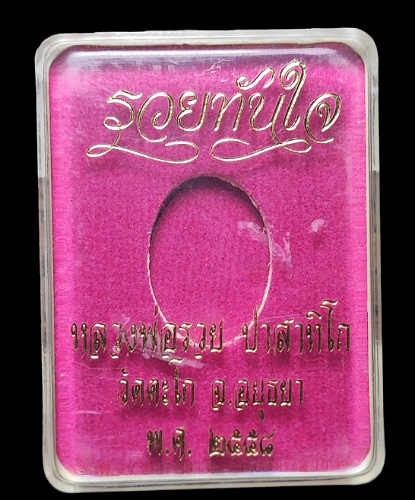 รวยทันใจ
หลวงพ่อรวย ปาสาทิโก
วัดตะโก จ.อยุธยา
พ.ศ. ๒๕๕๘